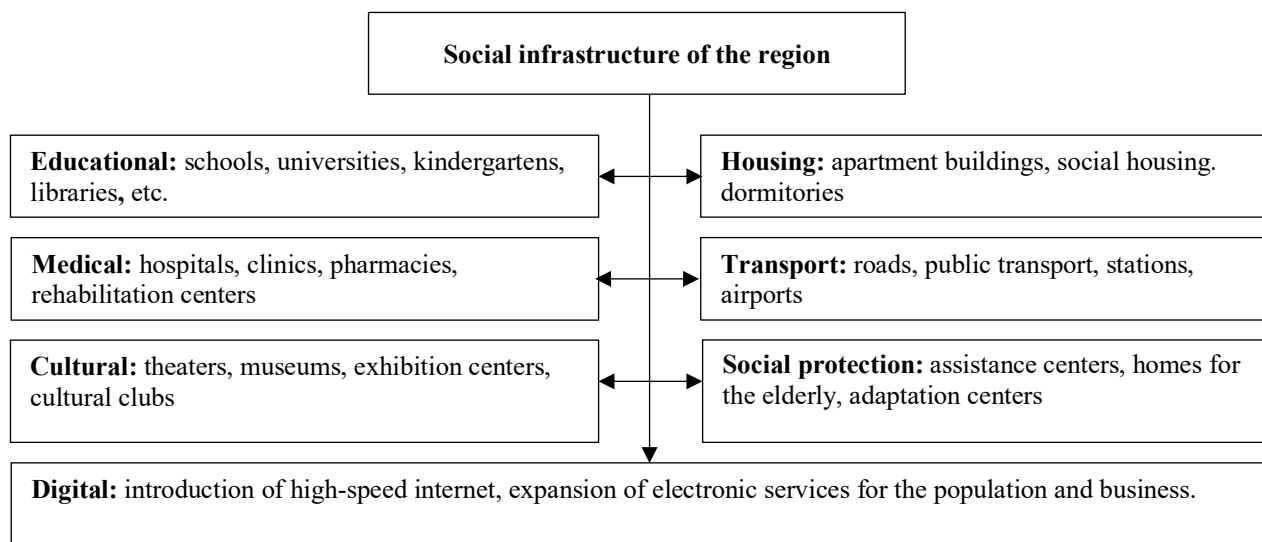 Social infrastructure of the region
Educational: schools, universities, kindergartens,
libraries, etc.
Housing: apartment buildings, social housing.
dormitories
Medical: hospitals, clinics, pharmacies,
rehabilitation centers
Transport: roads, public transport, stations,
airports
Cultural: theaters, museums, exhibition centers,
cultural clubs
Social protection: assistance centers, homes for
the elderly, adaptation centers
Digital: introduction of high-speed internet, expansion of electronic services for the population and business.